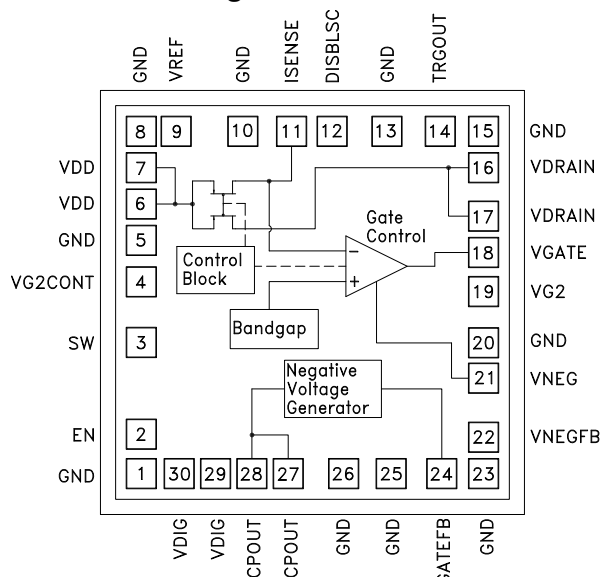 GND
VREF
GND
ISENSE
DISBLSC
GND
TRGOUT
8
9
10
11
12
13
14
15
GND
VDD
7
16
VDRAIN
VDD
6
17
VDRAIN
Gate
Control
GND
5
18
VGATE
Control
Block
−
+
VG2CONT
4
19
VG2
Bandgap
SW
3
20
GND
Negative
Voltage
Generator
21
VNEG
EN
2
22
VNEGFB
GND
1
30
29
28
27
26
25
24
23
VDIG
VDIG
CPOUT
CPOUT
GND
GND
GATEFB
GND